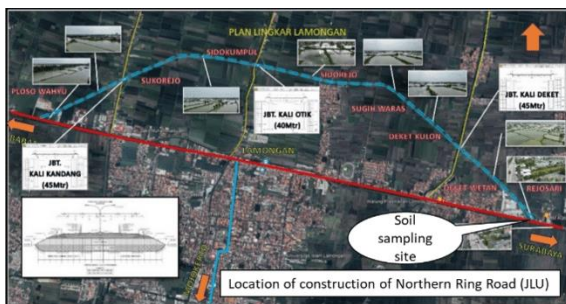 PLAN LINGKAR LAMONGAN
SIDOKUMPUL
PLOSO WAHYU
SUKOREJO
SIDOREJO
SUGIH WARAS
DEKET KULON
JBT. KALI OTIK
(40Mtr)
JBT. KALI DEKET
(45Mtr)
JBT.
KALI KANDANG
(45Mtr)
LAMONGAN
DEKET WETAN
REJOSARI
SURABAYA
Soil
sampling
site
Location of construction of Northern Ring Road (JLU)